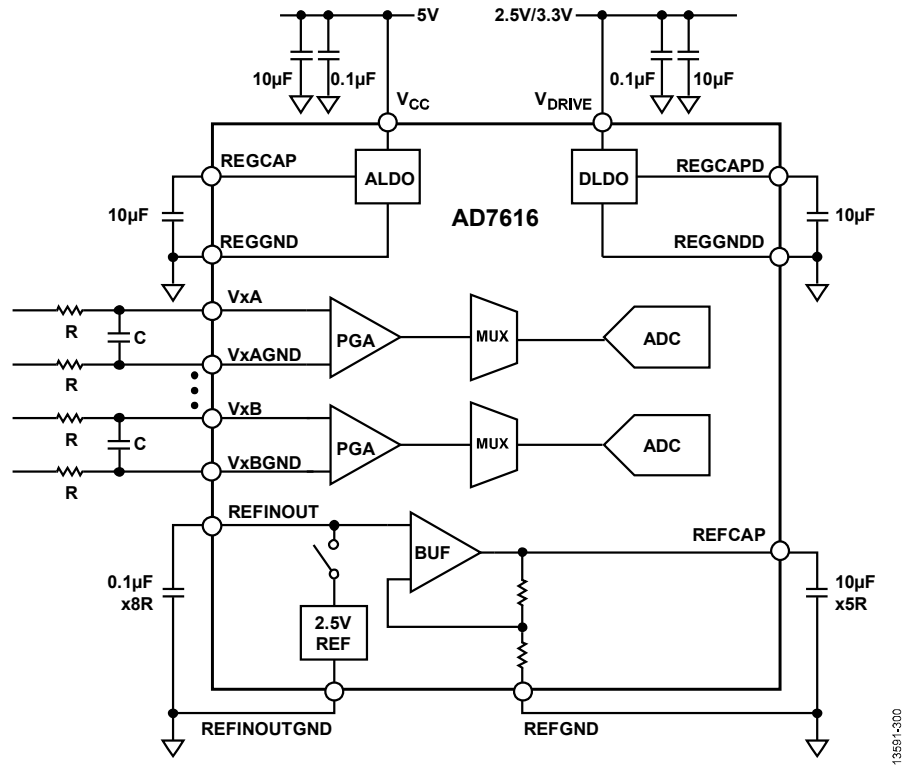 5V
2.5V/3.3V
10µF
0.1µF
0.1µF
10µF
VCC
VDRIVE
REGCAP
ALDO
DLDO
REGCAPD
10µF
AD7616
10µF
REGGND
REGGNDD
VxA
R
C
PGA
MUX
ADC
VxAGND
R
VxB
R
C
PGA
MUX
ADC
VxBGND
R
REFINOUT
BUF
REFCAP
0.1µF
x8R
10µF
x5R
2.5V
REF
REFINOUTGND
REFGND
13591-300